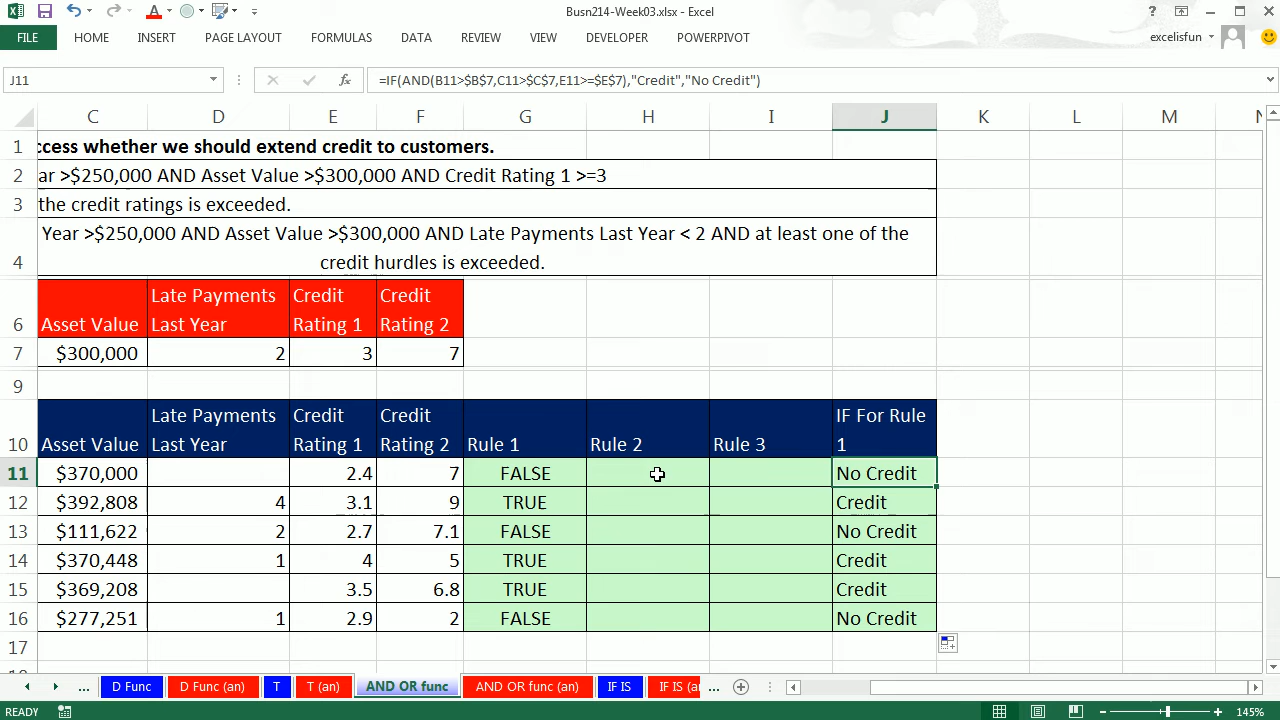 Busn214-Week03.xlsx - Excel
FILE HOME INSERT PAGE LAYOUT FORMULAS DATA REVIEW VIEW DEVELOPER POWERPIVOT excelisfun
J11 fx =IF(AND(B11>$B$7,C11>$C$7,E11>=$E$7),"Credit","No Credit")
C D E F G H I J K L M N
1 ccess whether we should extend credit to customers.
2 ar >$250,000 AND Asset Value >$300,000 AND Credit Rating 1 >=3
3 the credit ratings is exceeded.
Year >$250,000 AND Asset Value >$300,000 AND Late Payments Last Year < 2 AND at least one of the
4 credit hurdles is exceeded.
Late Payments Credit Credit
6 Asset Value Last Year Rating 1 Rating 2
7 $300,000 2 3 7
9
Late Payments Credit Credit IF For Rule
10 Asset Value Last Year Rating 1 Rating 2 Rule 1 Rule 2 Rule 3 1
11 $370,000 2.4 7 FALSE No Credit
12 $392,808 4 3.1 9 TRUE Credit
13 $111,622 2 2.7 7.1 FALSE No Credit
14 $370,448 1 4 5 TRUE Credit
15 $369,208 3.5 6.8 TRUE Credit
16 $277,251 1 2.9 2 FALSE No Credit
17
... D Func D Func (an) T T (an) AND OR func AND OR func (an) IF IS IF IS (a ...
READY 145%